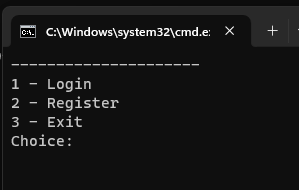 C:\Windows\system32\cmd.e
---------------------
1 - Login
2 - Register
3 - Exit
Choice: